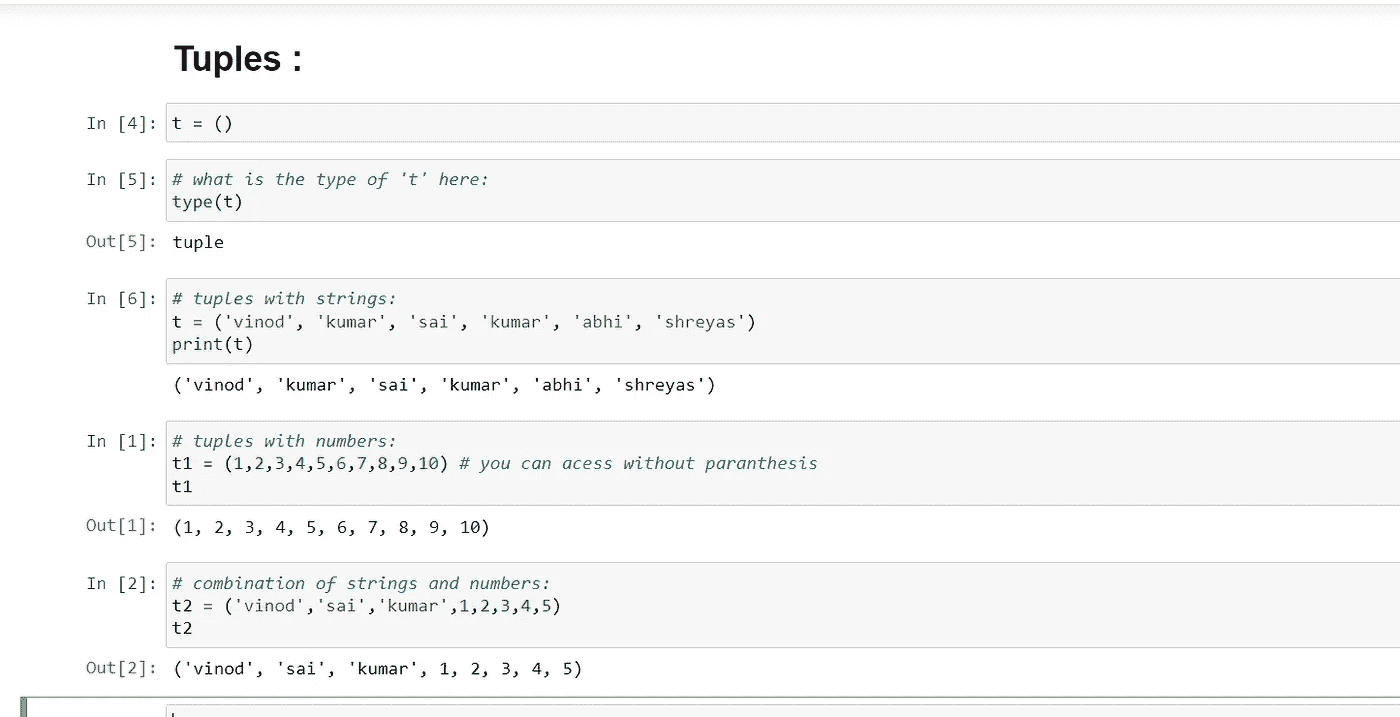 Tuples :
In [4]: t = ()
In [5]: # what is the type of 't' here:
type(t)
Out[5]: tuple
In [6]: # tuples with strings:
t = ('vinod', 'kumar', 'sai', 'kumar', 'abhi', 'shreyas')
print(t)
('vinod', 'kumar', 'sai', 'kumar', 'abhi', 'shreyas')
In [1]: # tuples with numbers:
t1 = (1,2,3,4,5,6,7,8,9,10) # you can acess without paranthesis
t1
Out[1]: (1, 2, 3, 4, 5, 6, 7, 8, 9, 10)
In [2]: # combination of strings and numbers:
t2 = ('vinod','sai','kumar',1,2,3,4,5)
t2
Out[2]: ('vinod', 'sai', 'kumar', 1, 2, 3, 4, 5)